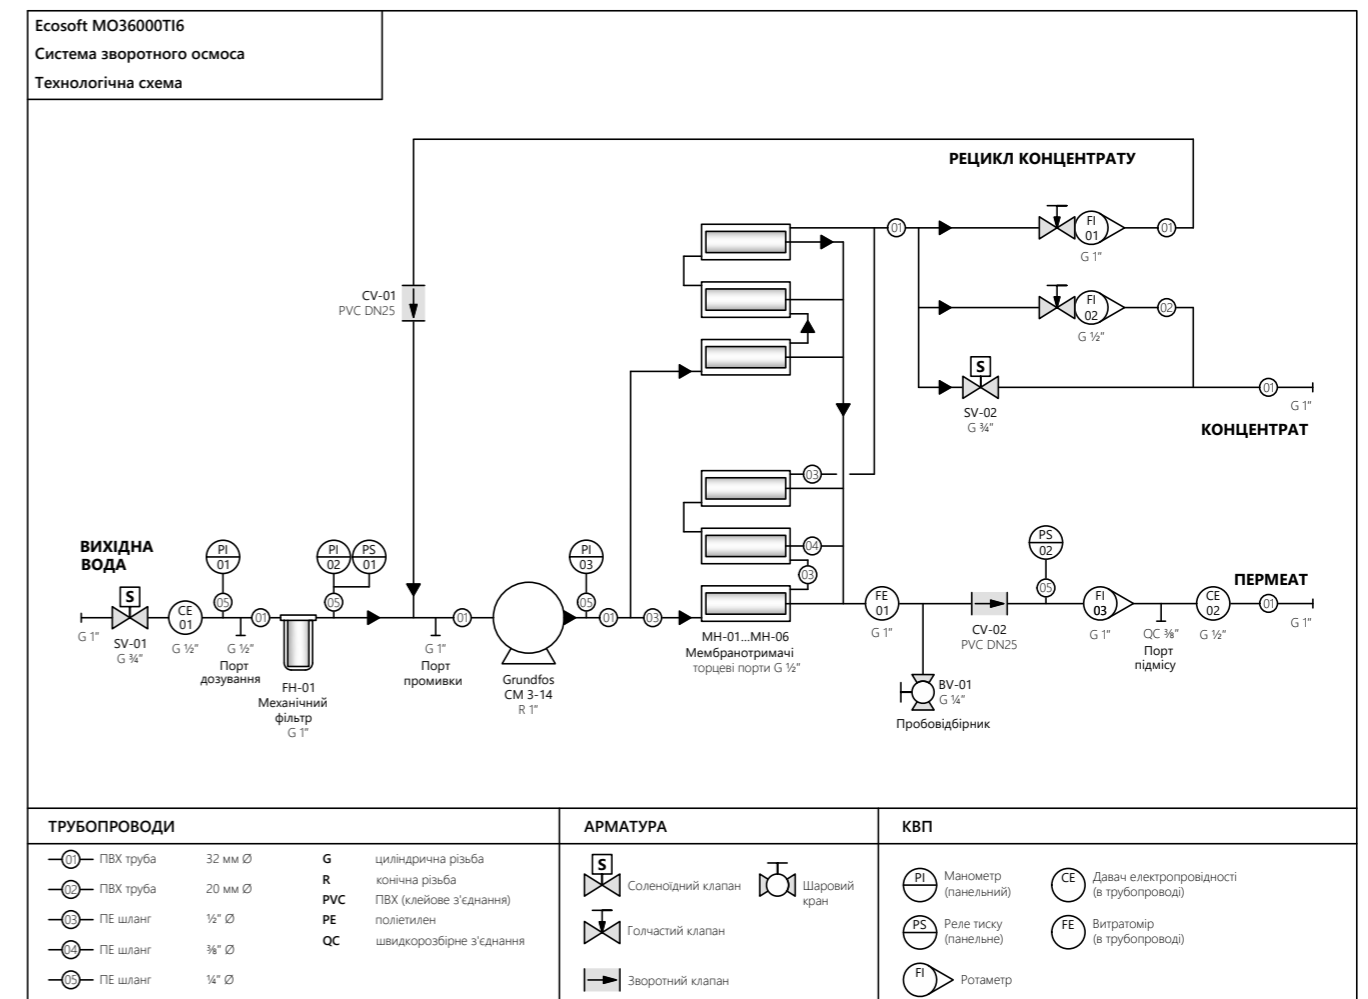 Ecosoft MO36000TI6
Система зворотного осмоса
Технологічна схема
РЕЦИКЛ КОНЦЕНТРАТУ
01
FI
01
01
G 1"
CV-01
PVC DN25
FI
02
02
G ½"
S
SV-02
G ¾"
01
G 1"
КОНЦЕНТРАТ
03
04
03
ВИХІДНА
ВОДА
PI
01
PI
02
PS
01
PI
03
PS
02
ПЕРМЕАТ
S
CE
01
05
01
05
01
05
01
03
FE
01
05
FI
03
CE
02
01
G 1"
SV-01
G ¾"
G ½"
G ½"
Порт
дозування
FH-01
Механічний
фільтр
G 1"
G 1"
Порт
промивки
Grundfos
CM 3-14
R 1"
MH-01...MH-06
Мембранотримачі
торцеві порти G ½"
G 1"
CV-02
PVC DN25
G 1"
QC ⅜"
Порт
підмісу
G ½"
G 1"
BV-01
G ¼"
Пробовідбірник
ТРУБОПРОВОДИ
01 ПВХ труба 32 мм Ø
02 ПВХ труба 20 мм Ø
03 ПЕ шланг ½" Ø
04 ПЕ шланг ⅜" Ø
05 ПЕ шланг ¼" Ø
G циліндрична різьба
R конічна різьба
PVC ПВХ (клейове з'єднання)
PE поліетилен
QC швидкорозбірне з'єднання
АРМАТУРА
S
Соленоїдний клапан
Шаровий
кран
Голчастий клапан
Зворотний клапан
КВП
PI
Манометр
(панельний)
CE
Давач електропровідності
(в трубопроводі)
PS
Реле тиску
(панельне)
FE
Витратомір
(в трубопроводі)
FI
Ротаметр